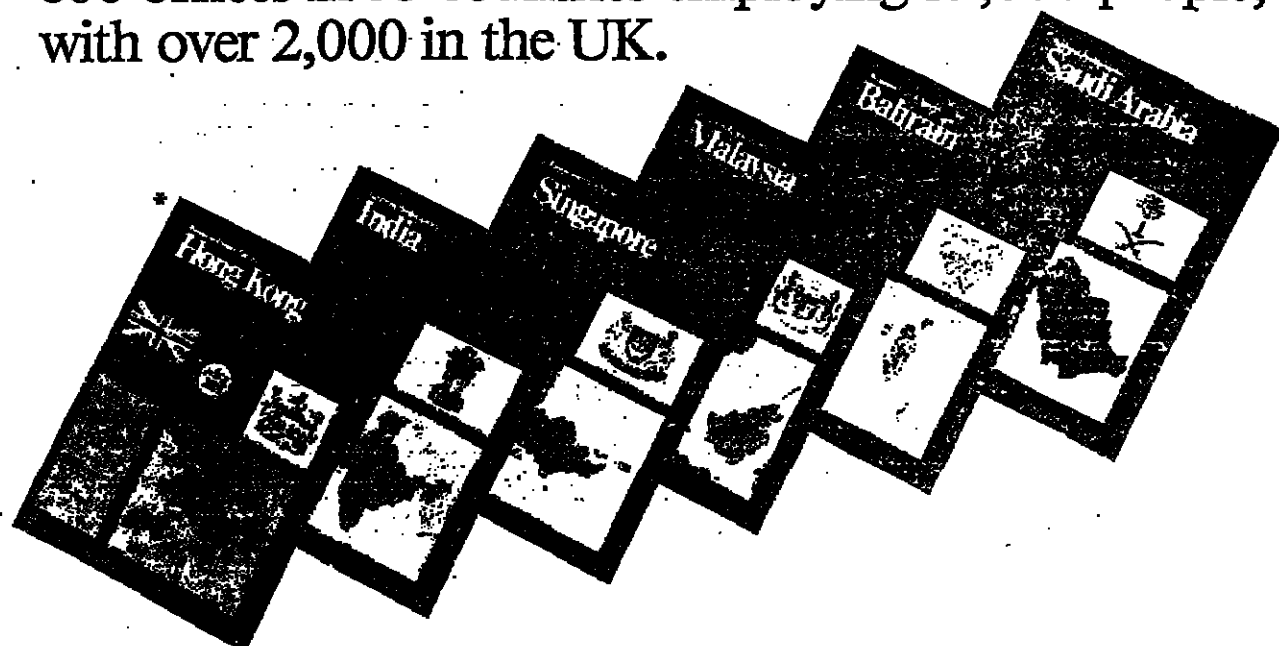 with over 2,000 in the UK.
*
Hong Kong
India
Singapore
Malaysia
Bahrain
Saudi Arabia